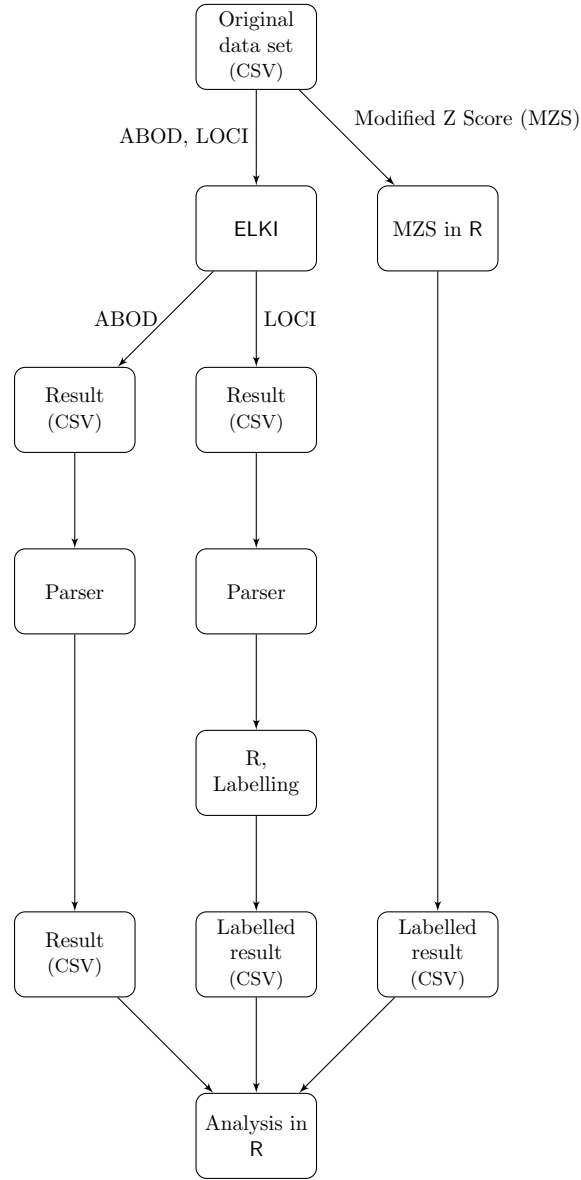 Original
data set
(CSV)
ABOD, LOCI
Modified Z Score (MZS)
ELKI
MZS in R
ABOD
LOCI
Result
(CSV)
Result
(CSV)
Parser
Parser
R,
Labelling
Result
(CSV)
Labelled
result
(CSV)
Labelled
result
(CSV)
Analysis in
R